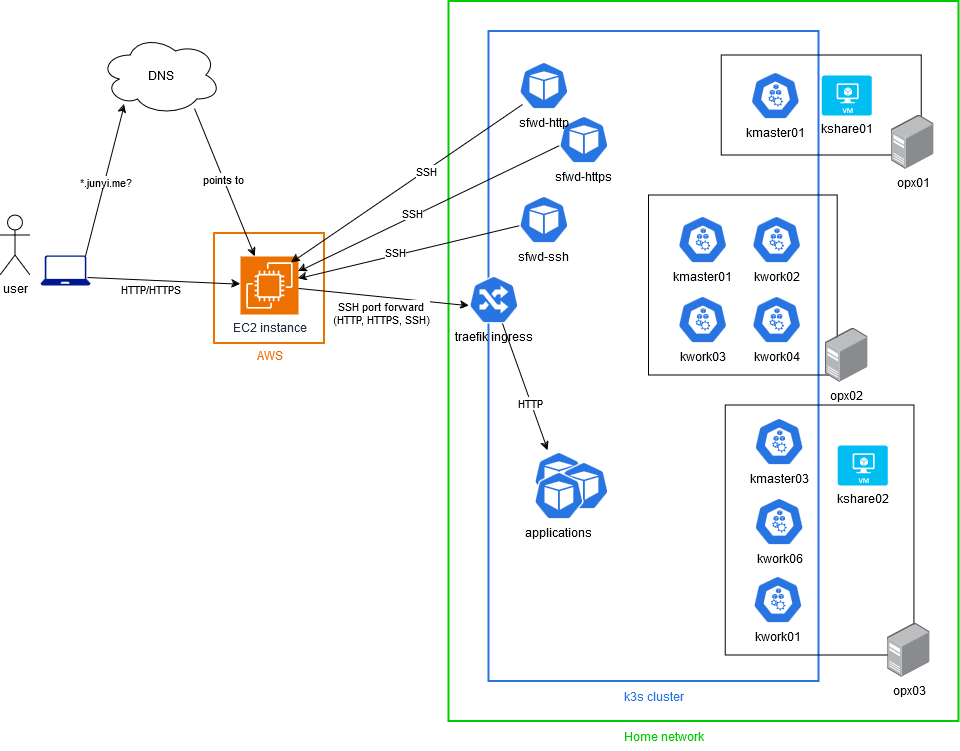 DNS
*.junyi.me?
points to
user
HTTP/HTTPS
EC2 instance
AWS
SSH
SSH
SSH
SSH port forward
(HTTP, HTTPS, SSH)
sfwd-http
sfwd-https
sfwd-ssh
traefik ingress
HTTP
applications
kmaster01
VM
kshare01
opx01
kmaster01
kwork02
kwork03
kwork04
opx02
kmaster03
VM
kshare02
kwork06
kwork01
opx03
k3s cluster
Home network